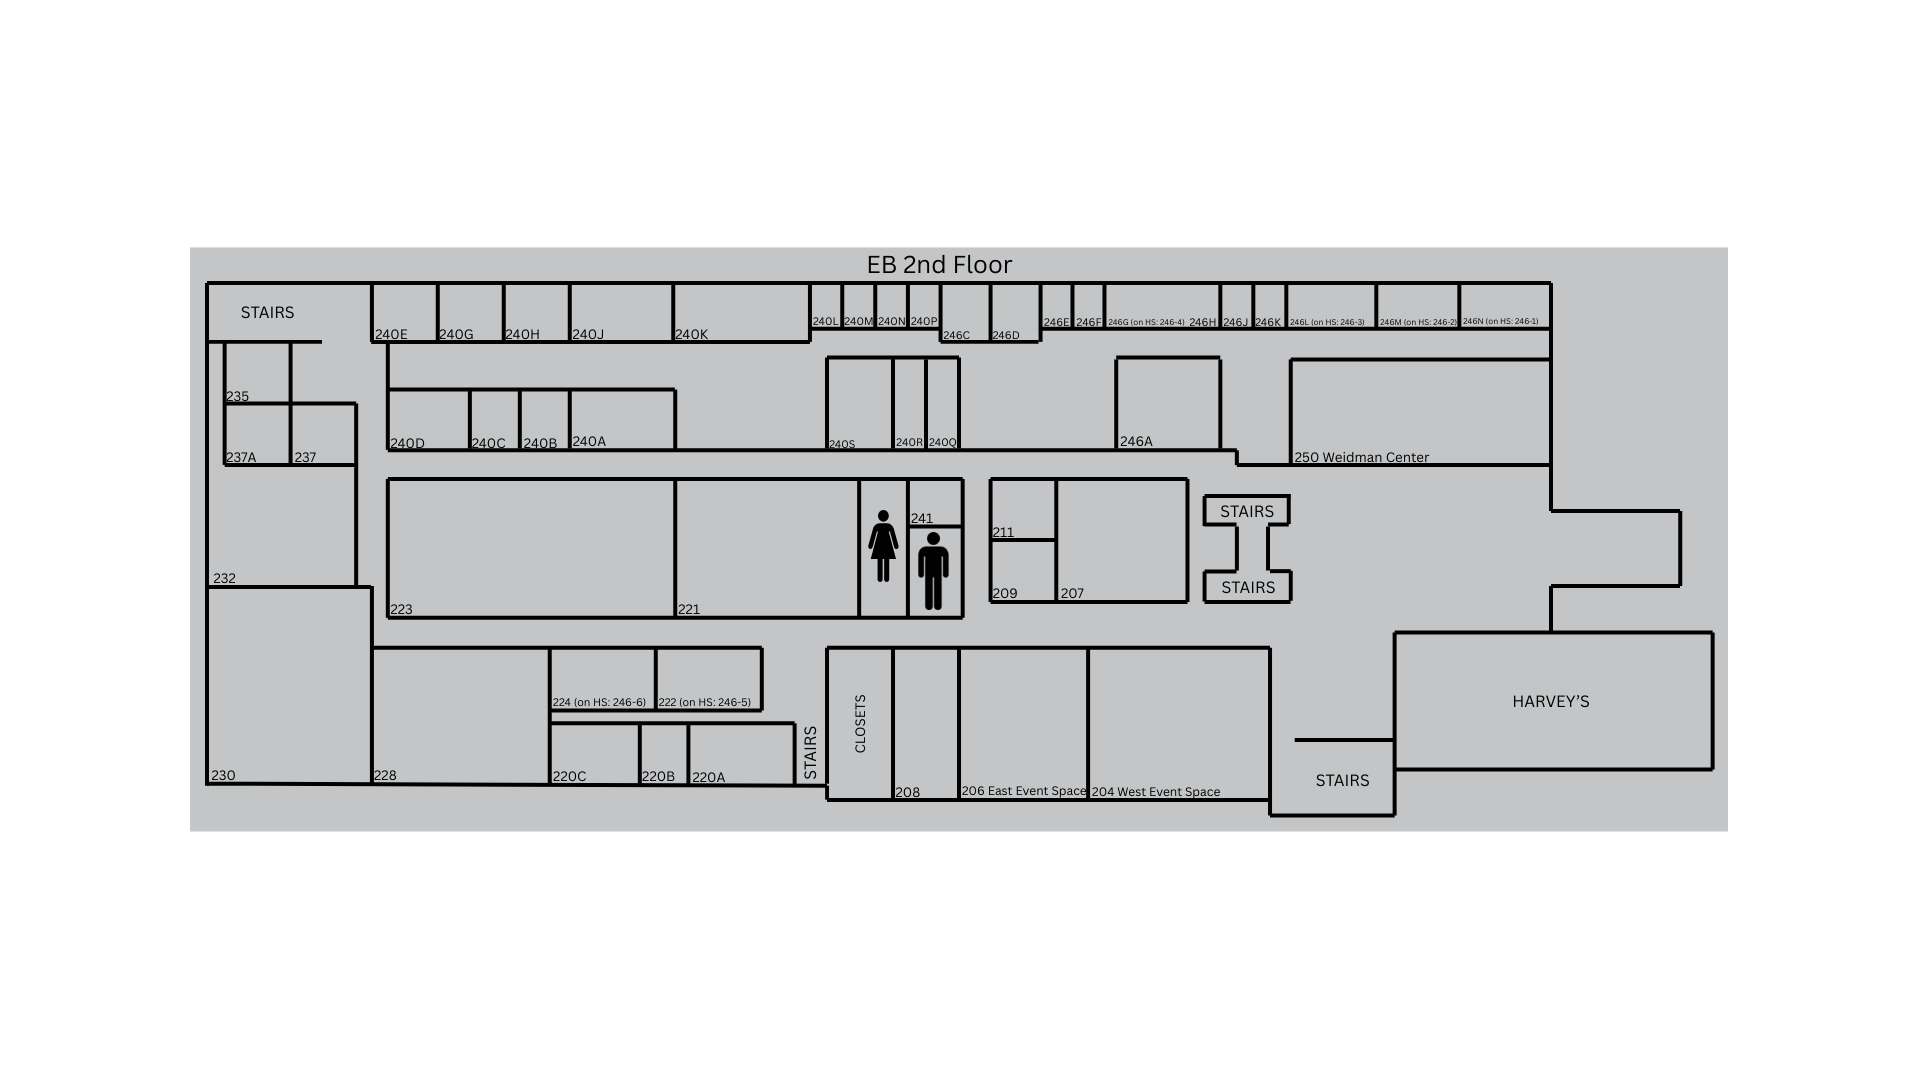 EB 2nd Floor
STAIRS
240E
240G
240H
240J
240K
240L
240M
240N
240P
246C
246D
246E
246F
246G (on HS: 246-4)
246H
246J
246K
246L (on HS: 246-3)
246M (on HS: 246-2)
246N (on HS: 246-1)
235
237A
237
240D
240C
240B
240A
240S
240R
240Q
246A
250 Weidman Center
232
223
221
241
211
209
207
STAIRS
STAIRS
230
228
224 (on HS: 246-6)
222 (on HS: 246-5)
220C
220B
220A
STAIRS
CLOSETS
208
206 East Event Space
204 West Event Space
STAIRS
HARVEY'S